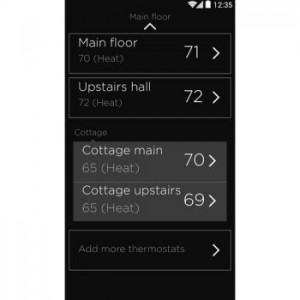 12:35
Main floor
Main floor 71
70 (Heat)
Upstairs hall 72
72 (Heat)
Cottage
Cottage main 70
65 (Heat)
Cottage upstairs 69
65 (Heat)
Add more thermostats